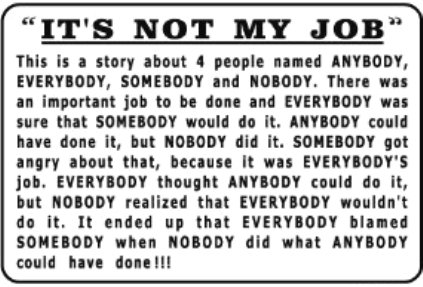 “IT'S NOT MY JOB”
This is a story about 4 people named ANYBODY,
EVERYBODY, SOMEBODY and NOBODY. There was
an important job to be done and EVERYBODY was
sure that SOMEBODY would do it. ANYBODY could
have done it, but NOBODY did it. SOMEBODY got
angry about that, because it was EVERYBODY'S
job. EVERYBODY thought ANYBODY could do it,
but NOBODY realized that EVERYBODY wouldn't
do it. It ended up that EVERYBODY blamed
SOMEBODY when NOBODY did what ANYBODY
could have done!!!